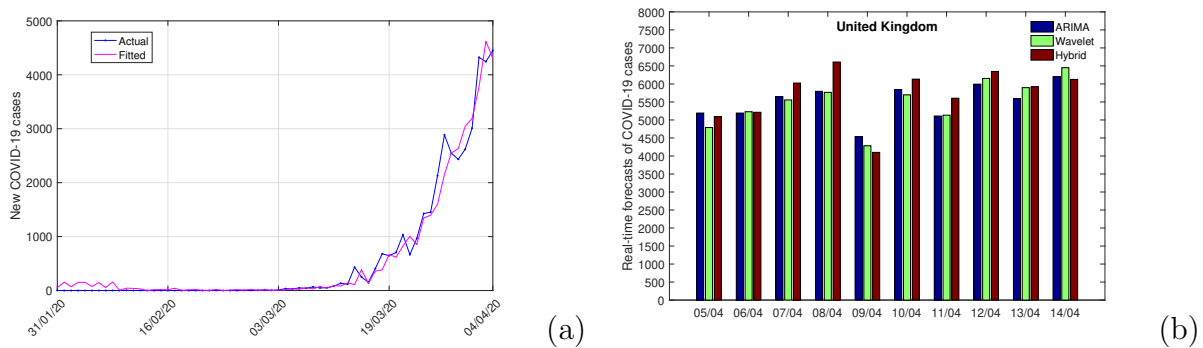 5000
4000
3000
2000
1000
0
New COVID-19 cases
Actual
Fitted
31/01/20
16/02/20
03/03/20
19/03/20
04/04/20
(a)
8000
7500
7000
6500
6000
5500
5000
4500
4000
3500
3000
2500
2000
1500
1000
500
0
Real-time forecasts of COVID-19 cases
United Kingdom
ARIMA
Wavelet
Hybrid
05/04 06/04 07/04 08/04 09/04 10/04 11/04 12/04 13/04 14/04
(b)